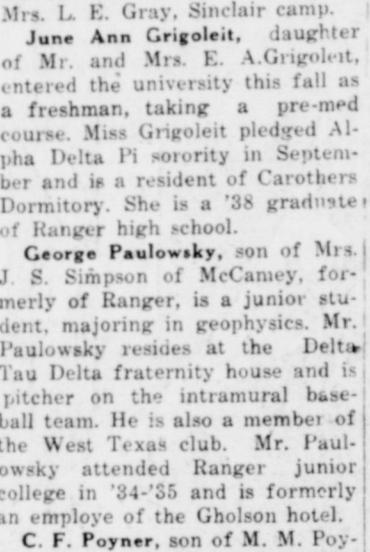 Mrs. L. E. Gray, Sinclair camp.
June Ann Grigoleit, daughter
of Mr. and Mrs. E. A.Grigoleit,
entered the university this fall as
a freshman, taking a pre-med
course. Miss Grigoleit pledged Al-
pha Delta Pi sorority in Septem-
ber and is a resident of Carothers
Dormitory. She is a '38 graduate
of Ranger high school.
George Paulowsky, son of Mrs.
J. S. Simpson of McCamey, for-
merly of Ranger, is a junior stu-
dent, majoring in geophysics. Mr.
Paulowsky resides at the Delta
Tau Delta fraternity house and is
pitcher on the intramural base-
ball team. He is also a member of
the West Texas club. Mr. Paul-
owsky attended Ranger junior
college in '34-'35 and is formerly
an employe of the Gholson hotel.
C. F. Poyner, son of M. M. Poy-